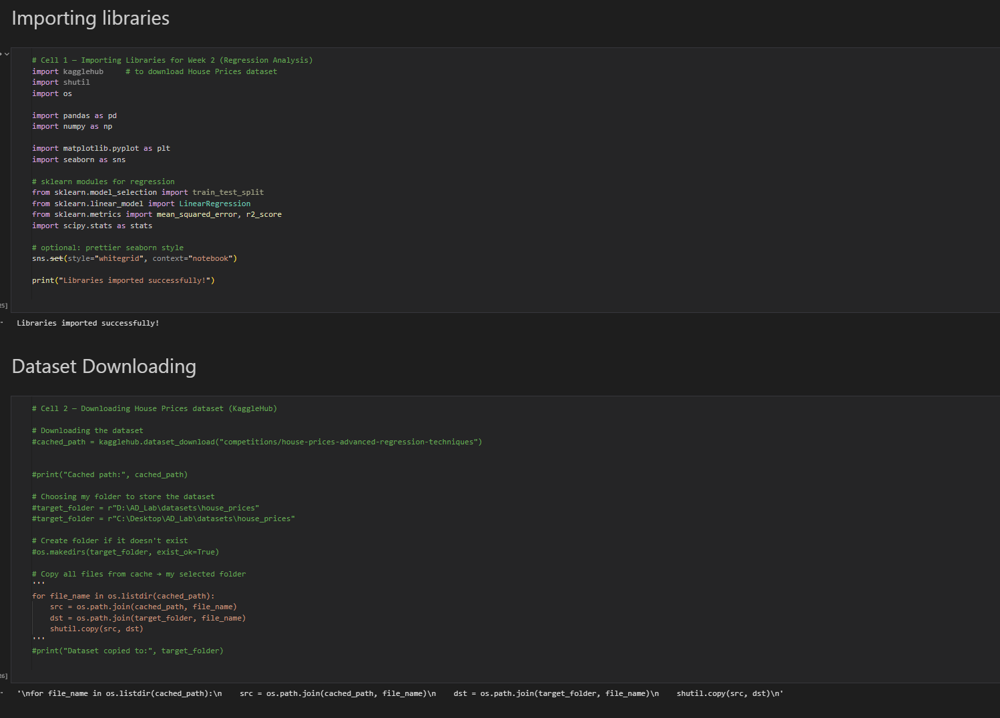 Importing libraries
# Cell 1 — Importing Libraries for Week 2 (Regression Analysis)
import kagglehub     # to download House Prices dataset
import shutil
import os
import pandas as pd
import numpy as np
import matplotlib.pyplot as plt
import seaborn as sns
# sklearn modules for regression
from sklearn.model_selection import train_test_split
from sklearn.linear_model import LinearRegression
from sklearn.metrics import mean_squared_error, r2_score
import scipy.stats as stats
# optional: prettier seaborn style
sns.set(style="whitegrid", context="notebook")
print("Libraries imported successfully!")
25]
Libraries imported successfully!
Dataset Downloading
# Cell 2 — Downloading House Prices dataset (KaggleHub)
# Downloading the dataset
#cached_path = kagglehub.dataset_download("competitions/house-prices-advanced-regression-techniques")
#print("Cached path:", cached_path)
# Choosing my folder to store the dataset
#target_folder = r"D:\AD_Lab\datasets\house_prices"
#target_folder = r"C:\Desktop\AD_Lab\datasets\house_prices"
# Create folder if it doesn't exist
#os.makedirs(target_folder, exist_ok=True)
# Copy all files from cache → my selected folder
'''
for file_name in os.listdir(cached_path):
    src = os.path.join(cached_path, file_name)
    dst = os.path.join(target_folder, file_name)
    shutil.copy(src, dst)
'''
#print("Dataset copied to:", target_folder)
26]
'\nfor file_name in os.listdir(cached_path):\n    src = os.path.join(cached_path, file_name)\n    dst = os.path.join(target_folder, file_name)\n    shutil.copy(src, dst)\n'